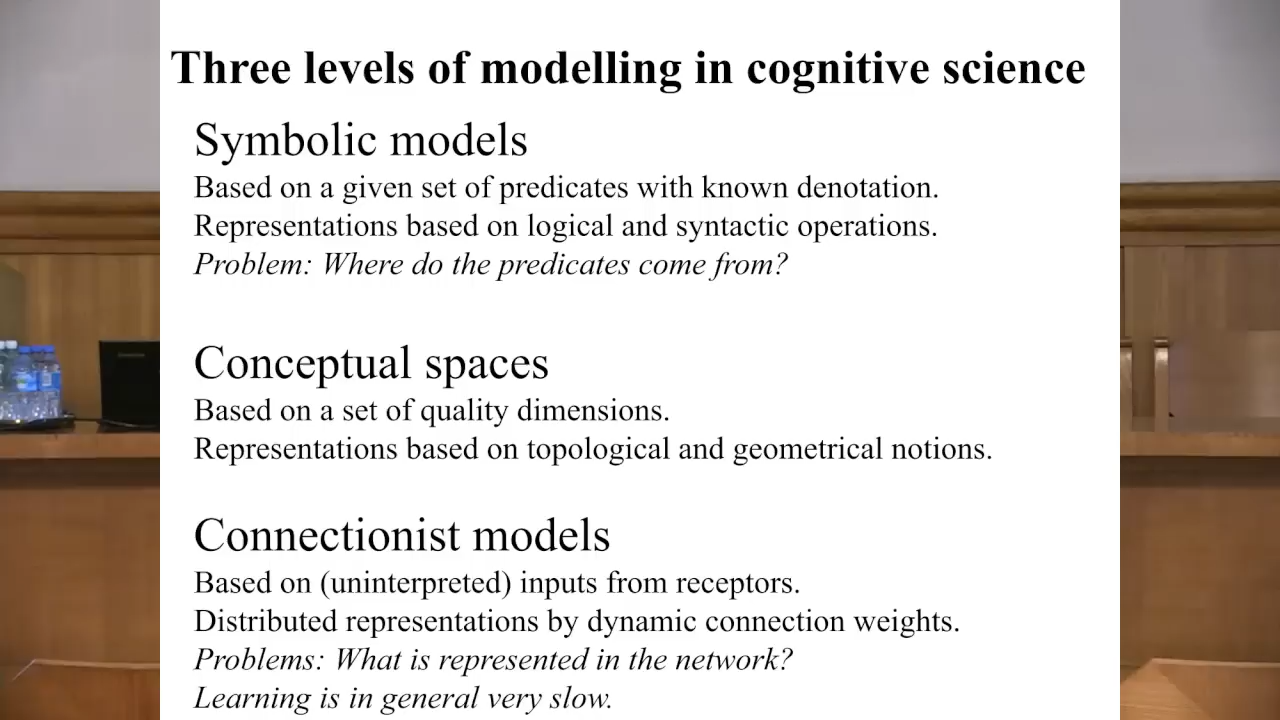 Three levels of modelling in cognitive science
Symbolic models
Based on a given set of predicates with known denotation.
Representations based on logical and syntactic operations.
Problem: Where do the predicates come from?
Conceptual spaces
Based on a set of quality dimensions.
Representations based on topological and geometrical notions.
Connectionist models
Based on (uninterpreted) inputs from receptors.
Distributed representations by dynamic connection weights.
Problems: What is represented in the network?
Learning is in general very slow.